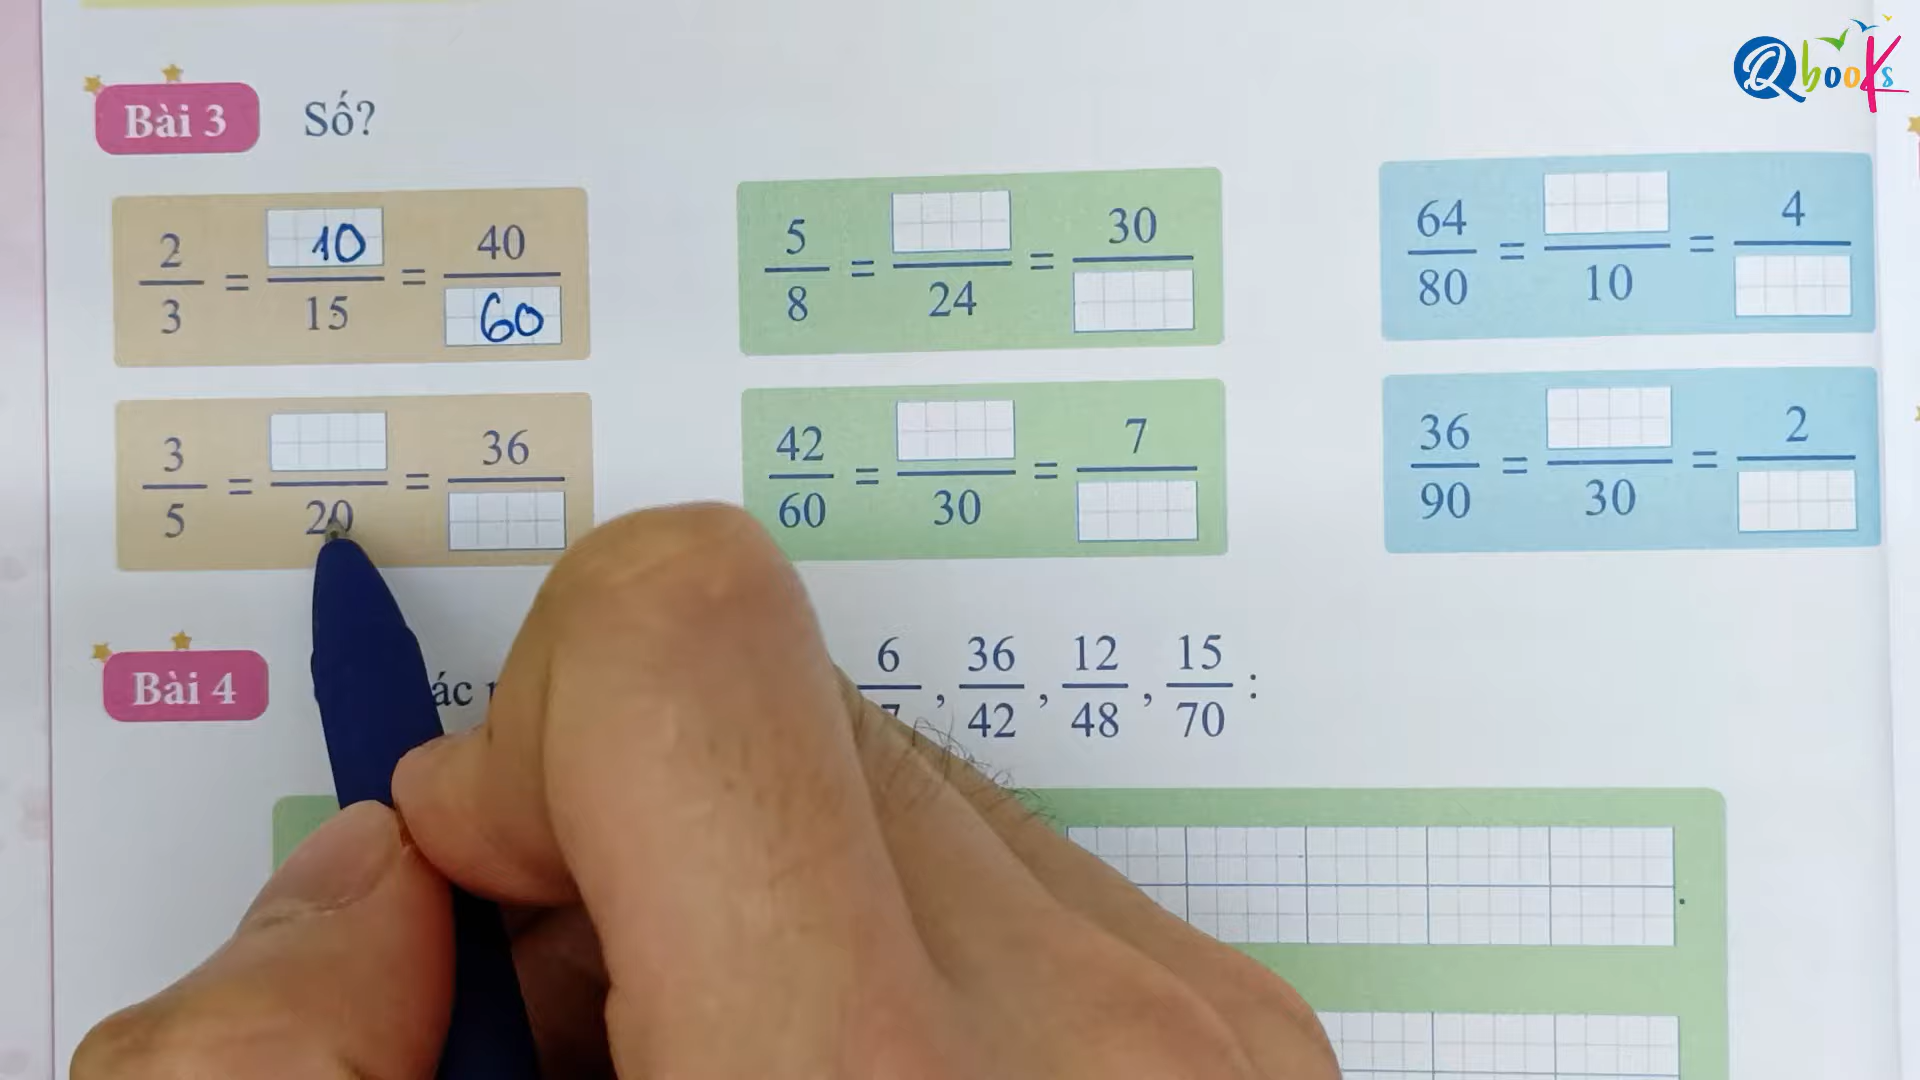 Qbooks
Bài 3 Số?
2/3 = 10/15 = 40/60
5/8 = /24 = 30/
64/80 = /10 = 4/
3/5 = /20 = 36/
42/60 = /30 = 7/
36/90 = /30 = 2/
Bài 4 6/7, 36/42, 12/48, 15/70 :